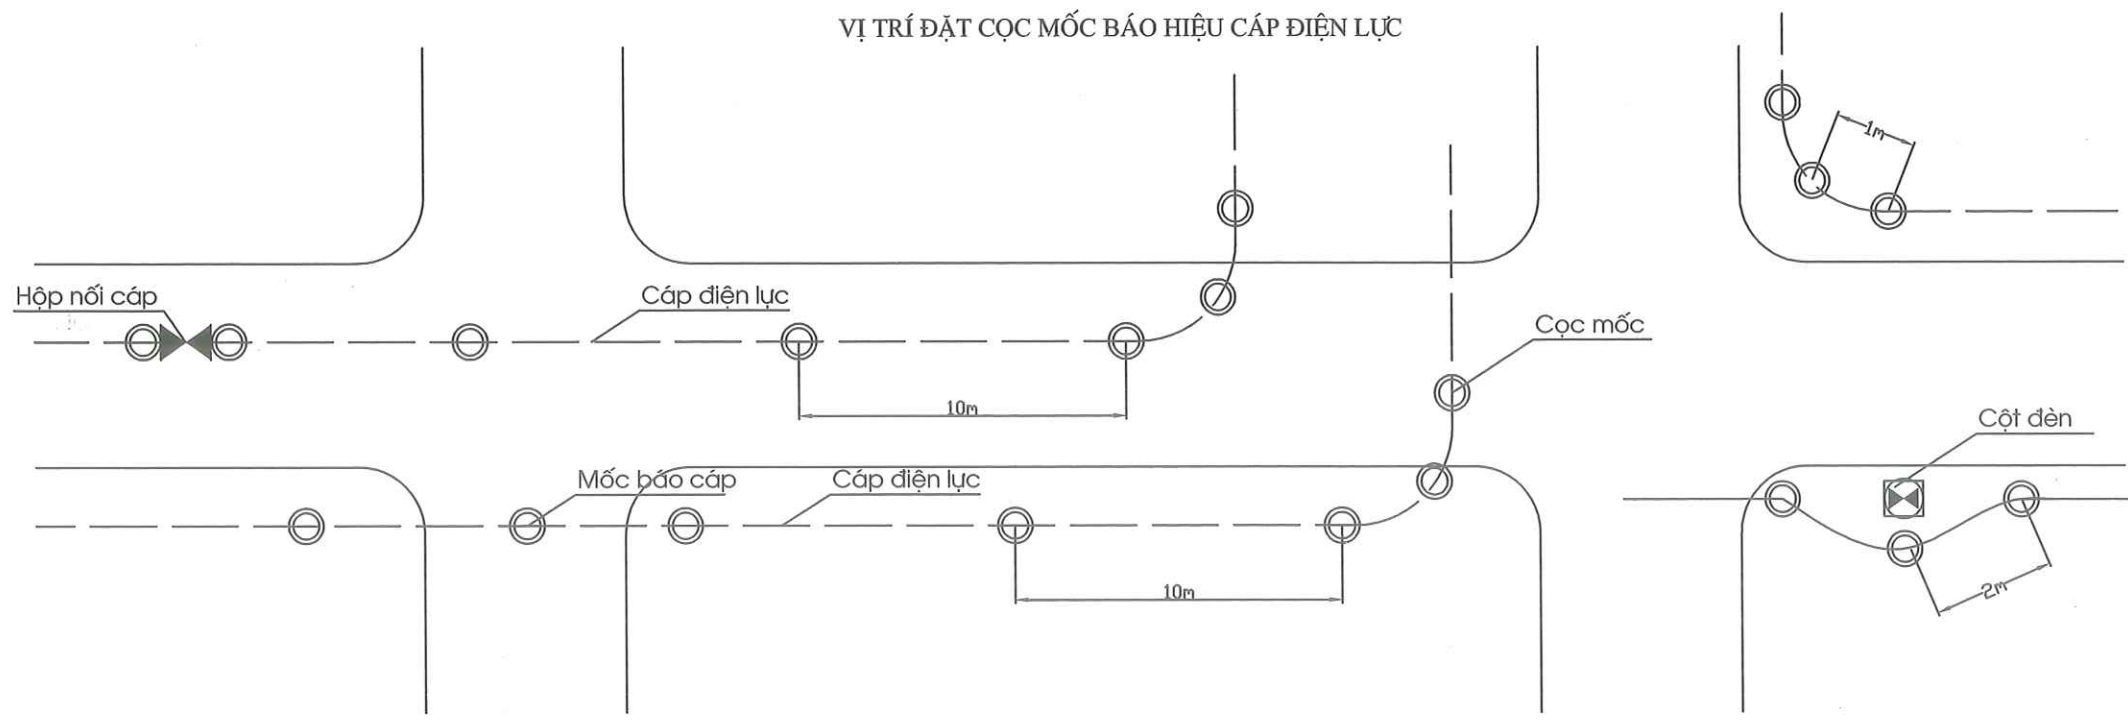 VỊ TRÍ ĐẶT CỌC MỐC BÁO HIỆU CÁP ĐIỆN LỰC
1m
Hộp nối cáp
Cáp điện lực
Cọc mốc
10m
Cột đèn
Mốc báo cáp
Cáp điện lực
10m
2m